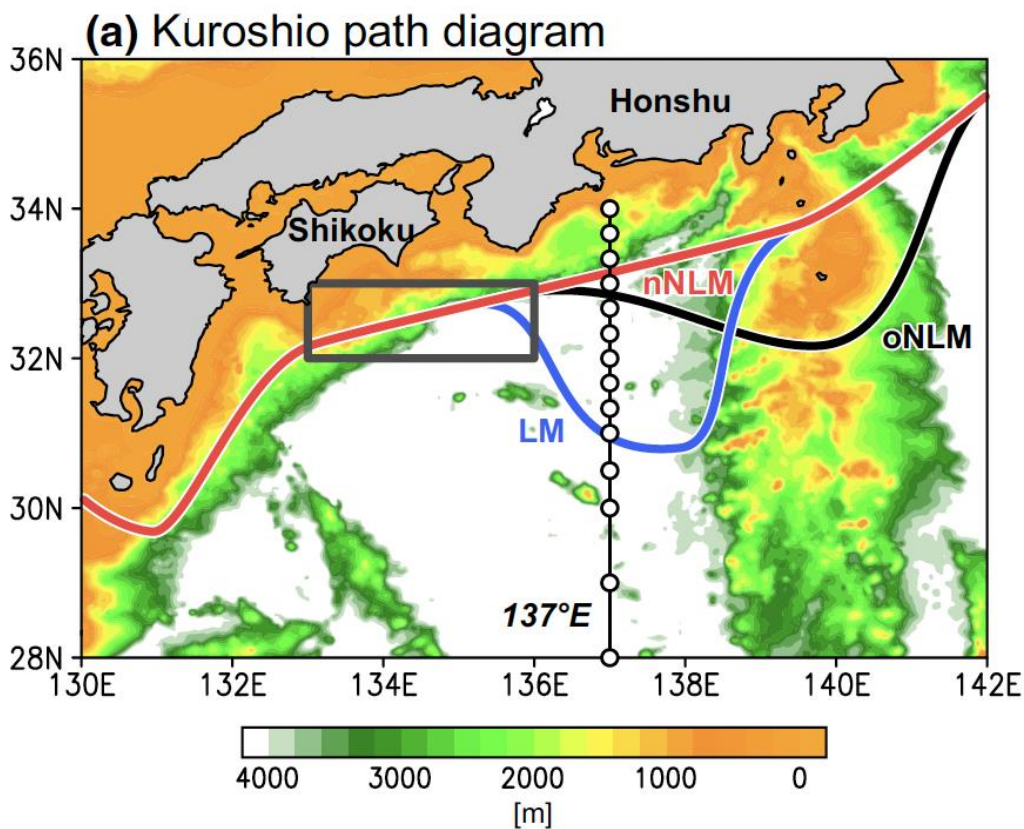 (a) Kuroshio path diagram
36N
Honshu
34N
Shikoku
nNLM
oNLM
32N
LM
30N
137°E
28N
130E 132E 134E 136E 138E 140E 142E
4000 3000 2000 1000 0
[m]